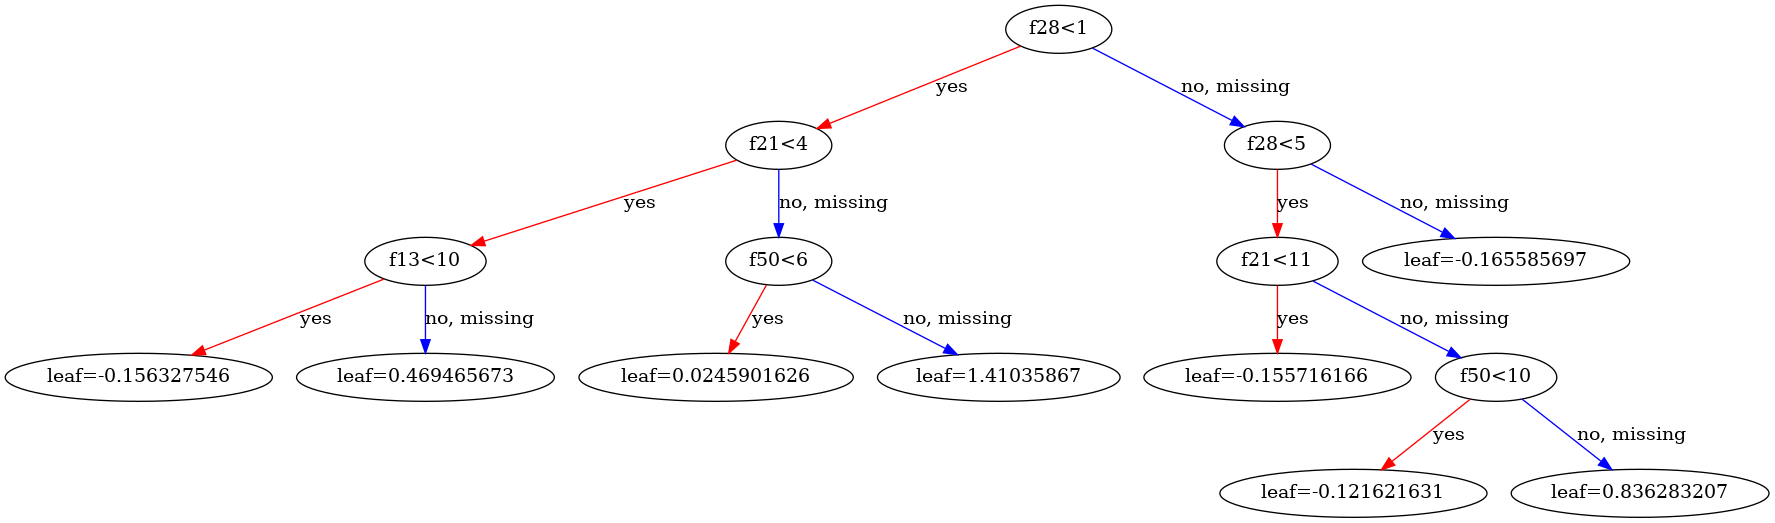 f28<1
yes
no, missing
f21<4
f28<5
yes
no, missing
yes
no, missing
f13<10
f50<6
f21<11
leaf=-0.165585697
yes
no, missing
yes
no, missing
yes
no, missing
leaf=-0.156327546
leaf=0.469465673
leaf=0.0245901626
leaf=1.41035867
leaf=-0.155716166
f50<10
yes
no, missing
leaf=-0.121621631
leaf=0.836283207